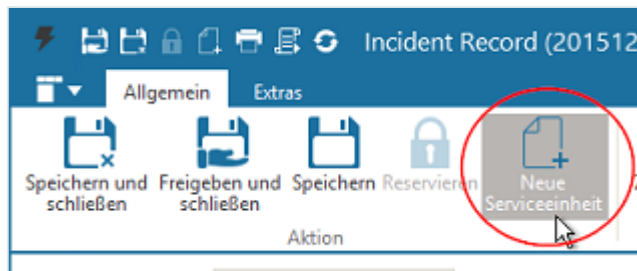 Incident Record (201512
Allgemein Extras
Speichern und schließen
Freigeben und schließen
Speichern
Reservieren
Neue Serviceeinheit
Aktion